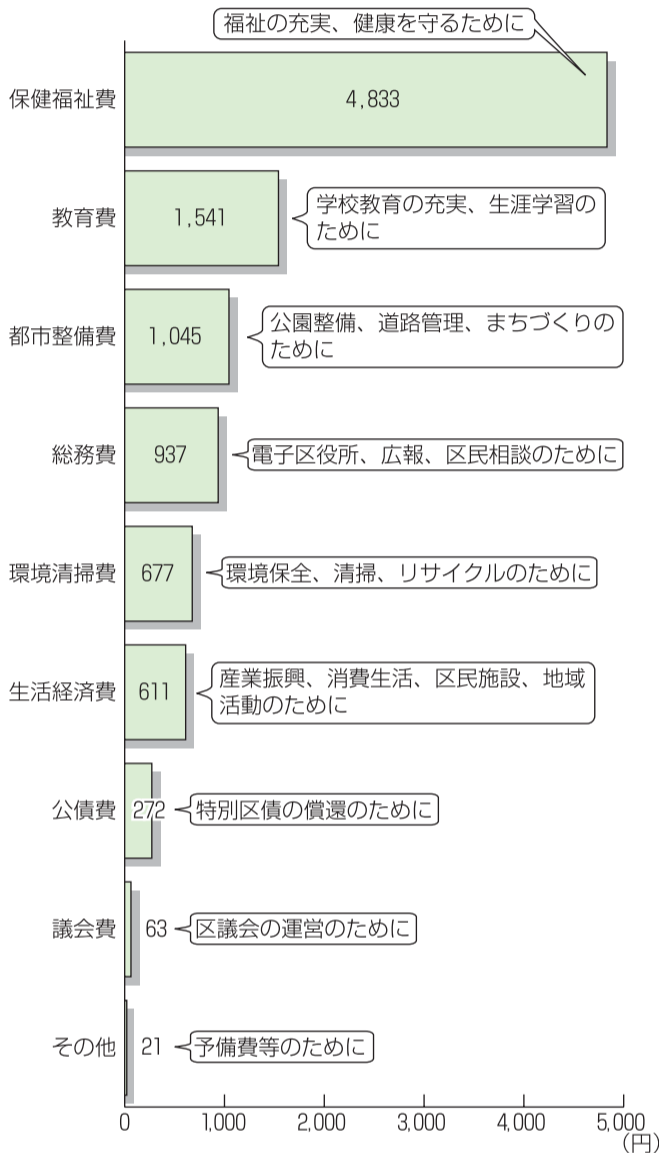 福祉の充実、健康を守るために
保健福祉費
4,833
教育費
1,541
学校教育の充実、生涯学習の
ために
都市整備費
1,045
公園整備、道路管理、まちづくりの
ために
総務費
937
電子区役所、広報、区民相談のために
環境清掃費
677
環境保全、清掃、リサイクルのために
生活経済費
611
産業振興、消費生活、区民施設、地域
活動のために
公債費
272
特別区債の償還のために
議会費
63
区議会の運営のために
その他
21
予備費等のために
0 1,000 2,000 3,000 4,000 5,000
(円)